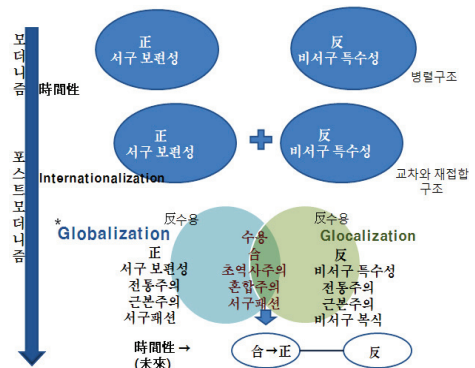 모더니즘
時間性
正
서구 보편성
反
비서구 특수성
병렬구조
正
서구 보편성
反
비서구 특수성
교차와 재접합
구조
포스트모더니즘
Internationalization
反수용
反수용
*Globalization
수용
Glocalization
正
合
反
서구 보편성
초역사주의
비서구 특수성
전통주의
혼합주의
전통주의
근본주의
서구패션
근본주의
서구패션
비서구 복식
時間性 →
(未來)
合→正
反